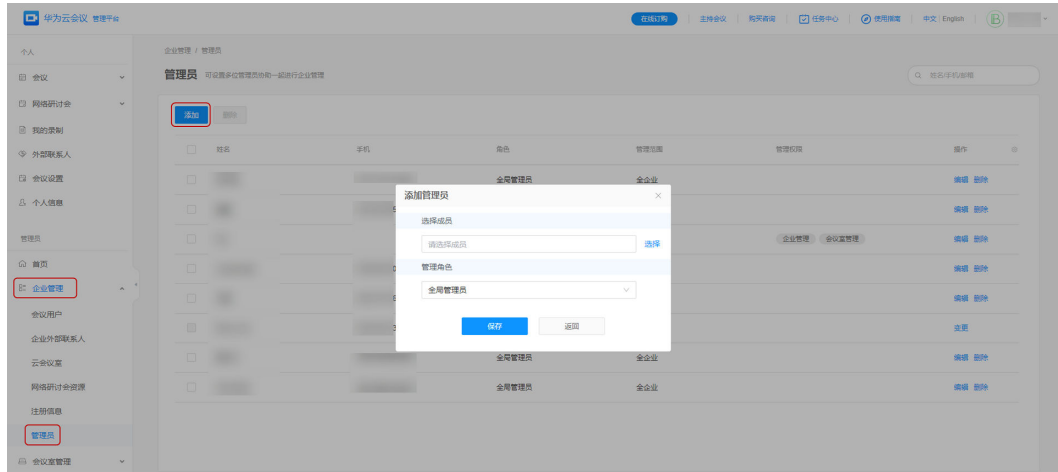 华为云会议 管理平台
在线订购 主持会议 购买咨询 任务中心 使用指南 中文 | English
个人
会议
网络研讨会
我的录制
外部联系人
会议设置
个人信息
管理员
首页
企业管理
会议用户
企业外部联系人
云会议室
网络研讨会资源
注册信息
管理员
会议室管理
企业管理 / 管理员
管理员 可设置多位管理员协助一起进行企业管理
姓名/手机/邮箱
添加 删除
姓名 手机 角色 管理范围 管理权限 操作
全局管理员 全企业 编辑 删除
编辑 删除
企业管理 会议室管理 编辑 删除
编辑 删除
编辑 删除
变更
全局管理员 全企业 编辑 删除
全局管理员 全企业 编辑 删除
添加管理员
选择成员
请选择成员 选择
管理角色
全局管理员
保存 返回